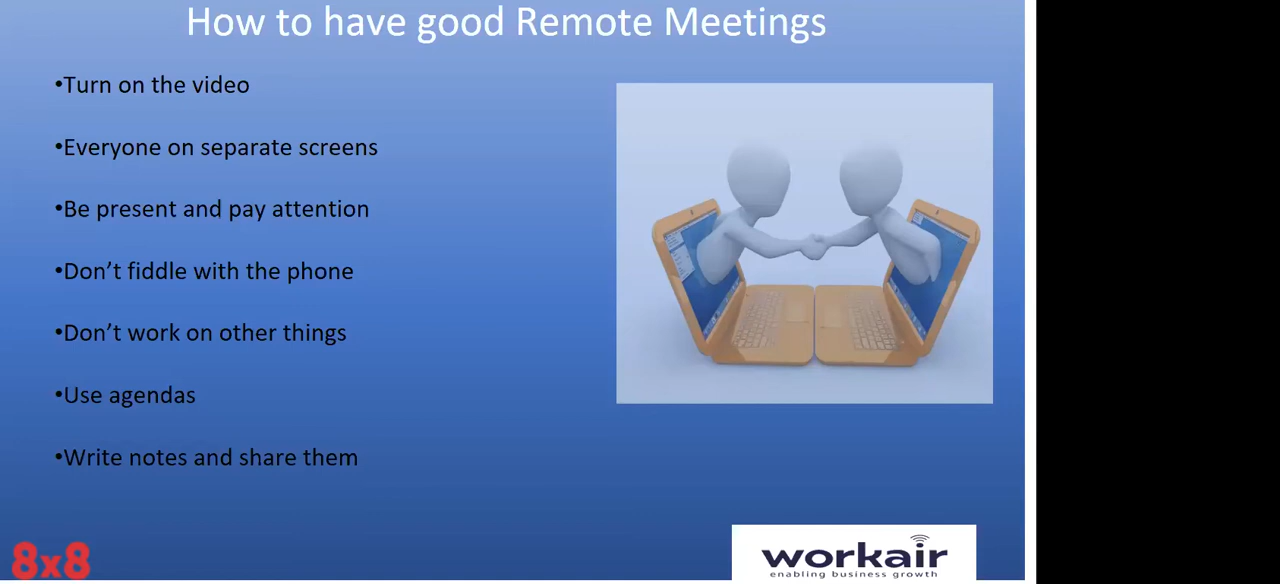 How to have good Remote Meetings
•Turn on the video
•Everyone on separate screens
•Be present and pay attention
•Don’t fiddle with the phone
•Don’t work on other things
•Use agendas
•Write notes and share them
8x8
workair
enabling business growth